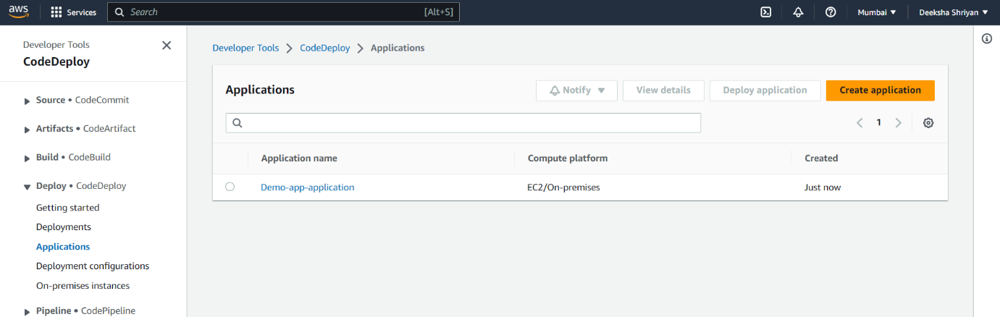 aws Services Search [Alt+S] Mumbai Deeksha Shriyan
Developer Tools
CodeDeploy
Source • CodeCommit
Artifacts • CodeArtifact
Build • CodeBuild
Deploy • CodeDeploy
Getting started
Deployments
Applications
Deployment configurations
On-premises instances
Pipeline • CodePipeline
Developer Tools CodeDeploy Applications
Applications Notify View details Deploy application Create application
1
Application name Compute platform Created
Demo-app-application EC2/On-premises Just now